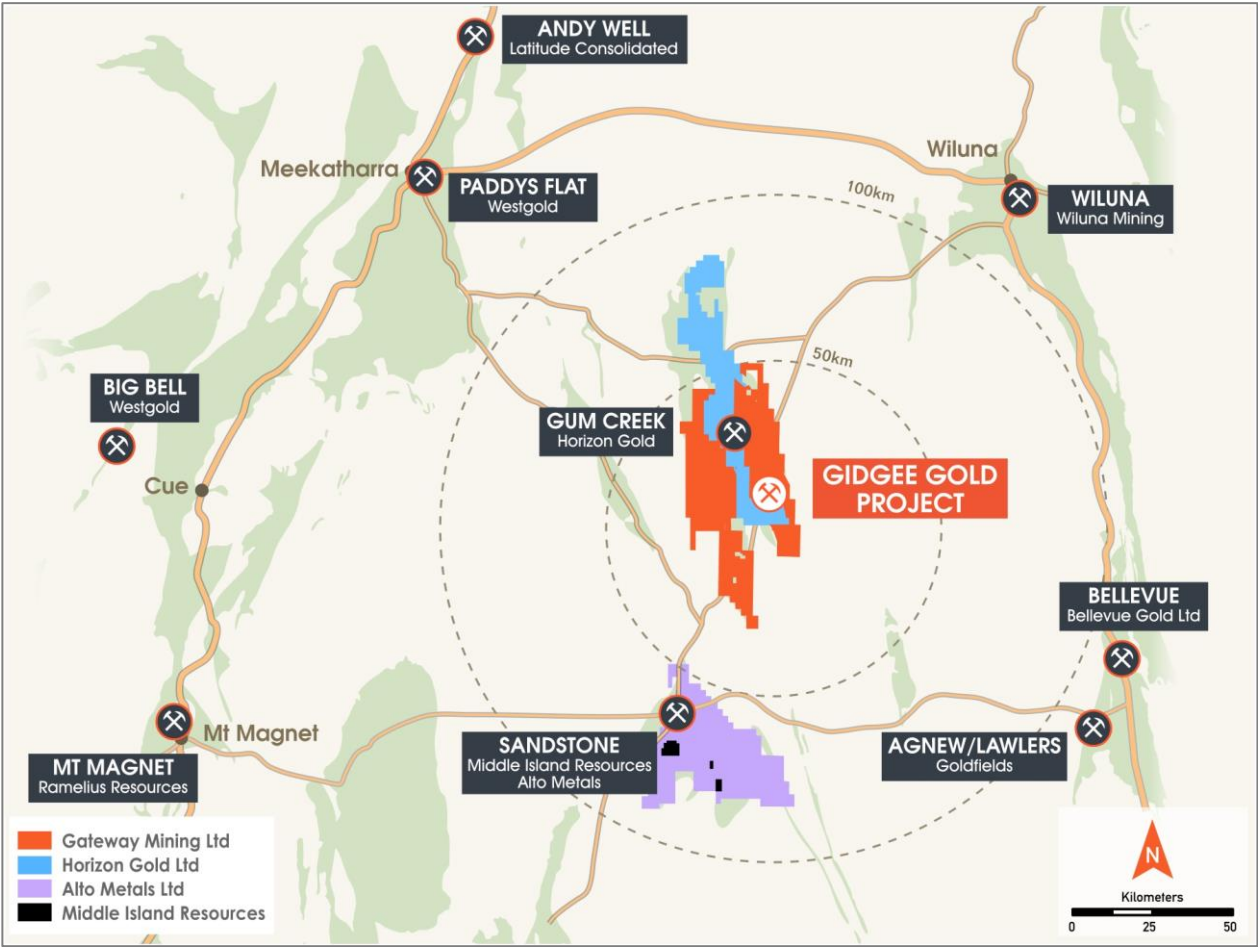 ANDY WELL
Latitude Consolidated
Meekatharra
PADDYS FLAT
Westgold
Wiluna
WILUNA
Wiluna Mining
100km
50km
BIG BELL
Westgold
Cue
GUM CREEK
Horizon Gold
GIDGEE GOLD
PROJECT
BELLEVUE
Bellevue Gold Ltd
Mt Magnet
MT MAGNET
Ramelius Resources
SANDSTONE
Middle Island Resources
Alto Metals
AGNEW/LAWLERS
Goldfields
Gateway Mining Ltd
Horizon Gold Ltd
Alto Metals Ltd
Middle Island Resources
N
Kilometers
0 25 50